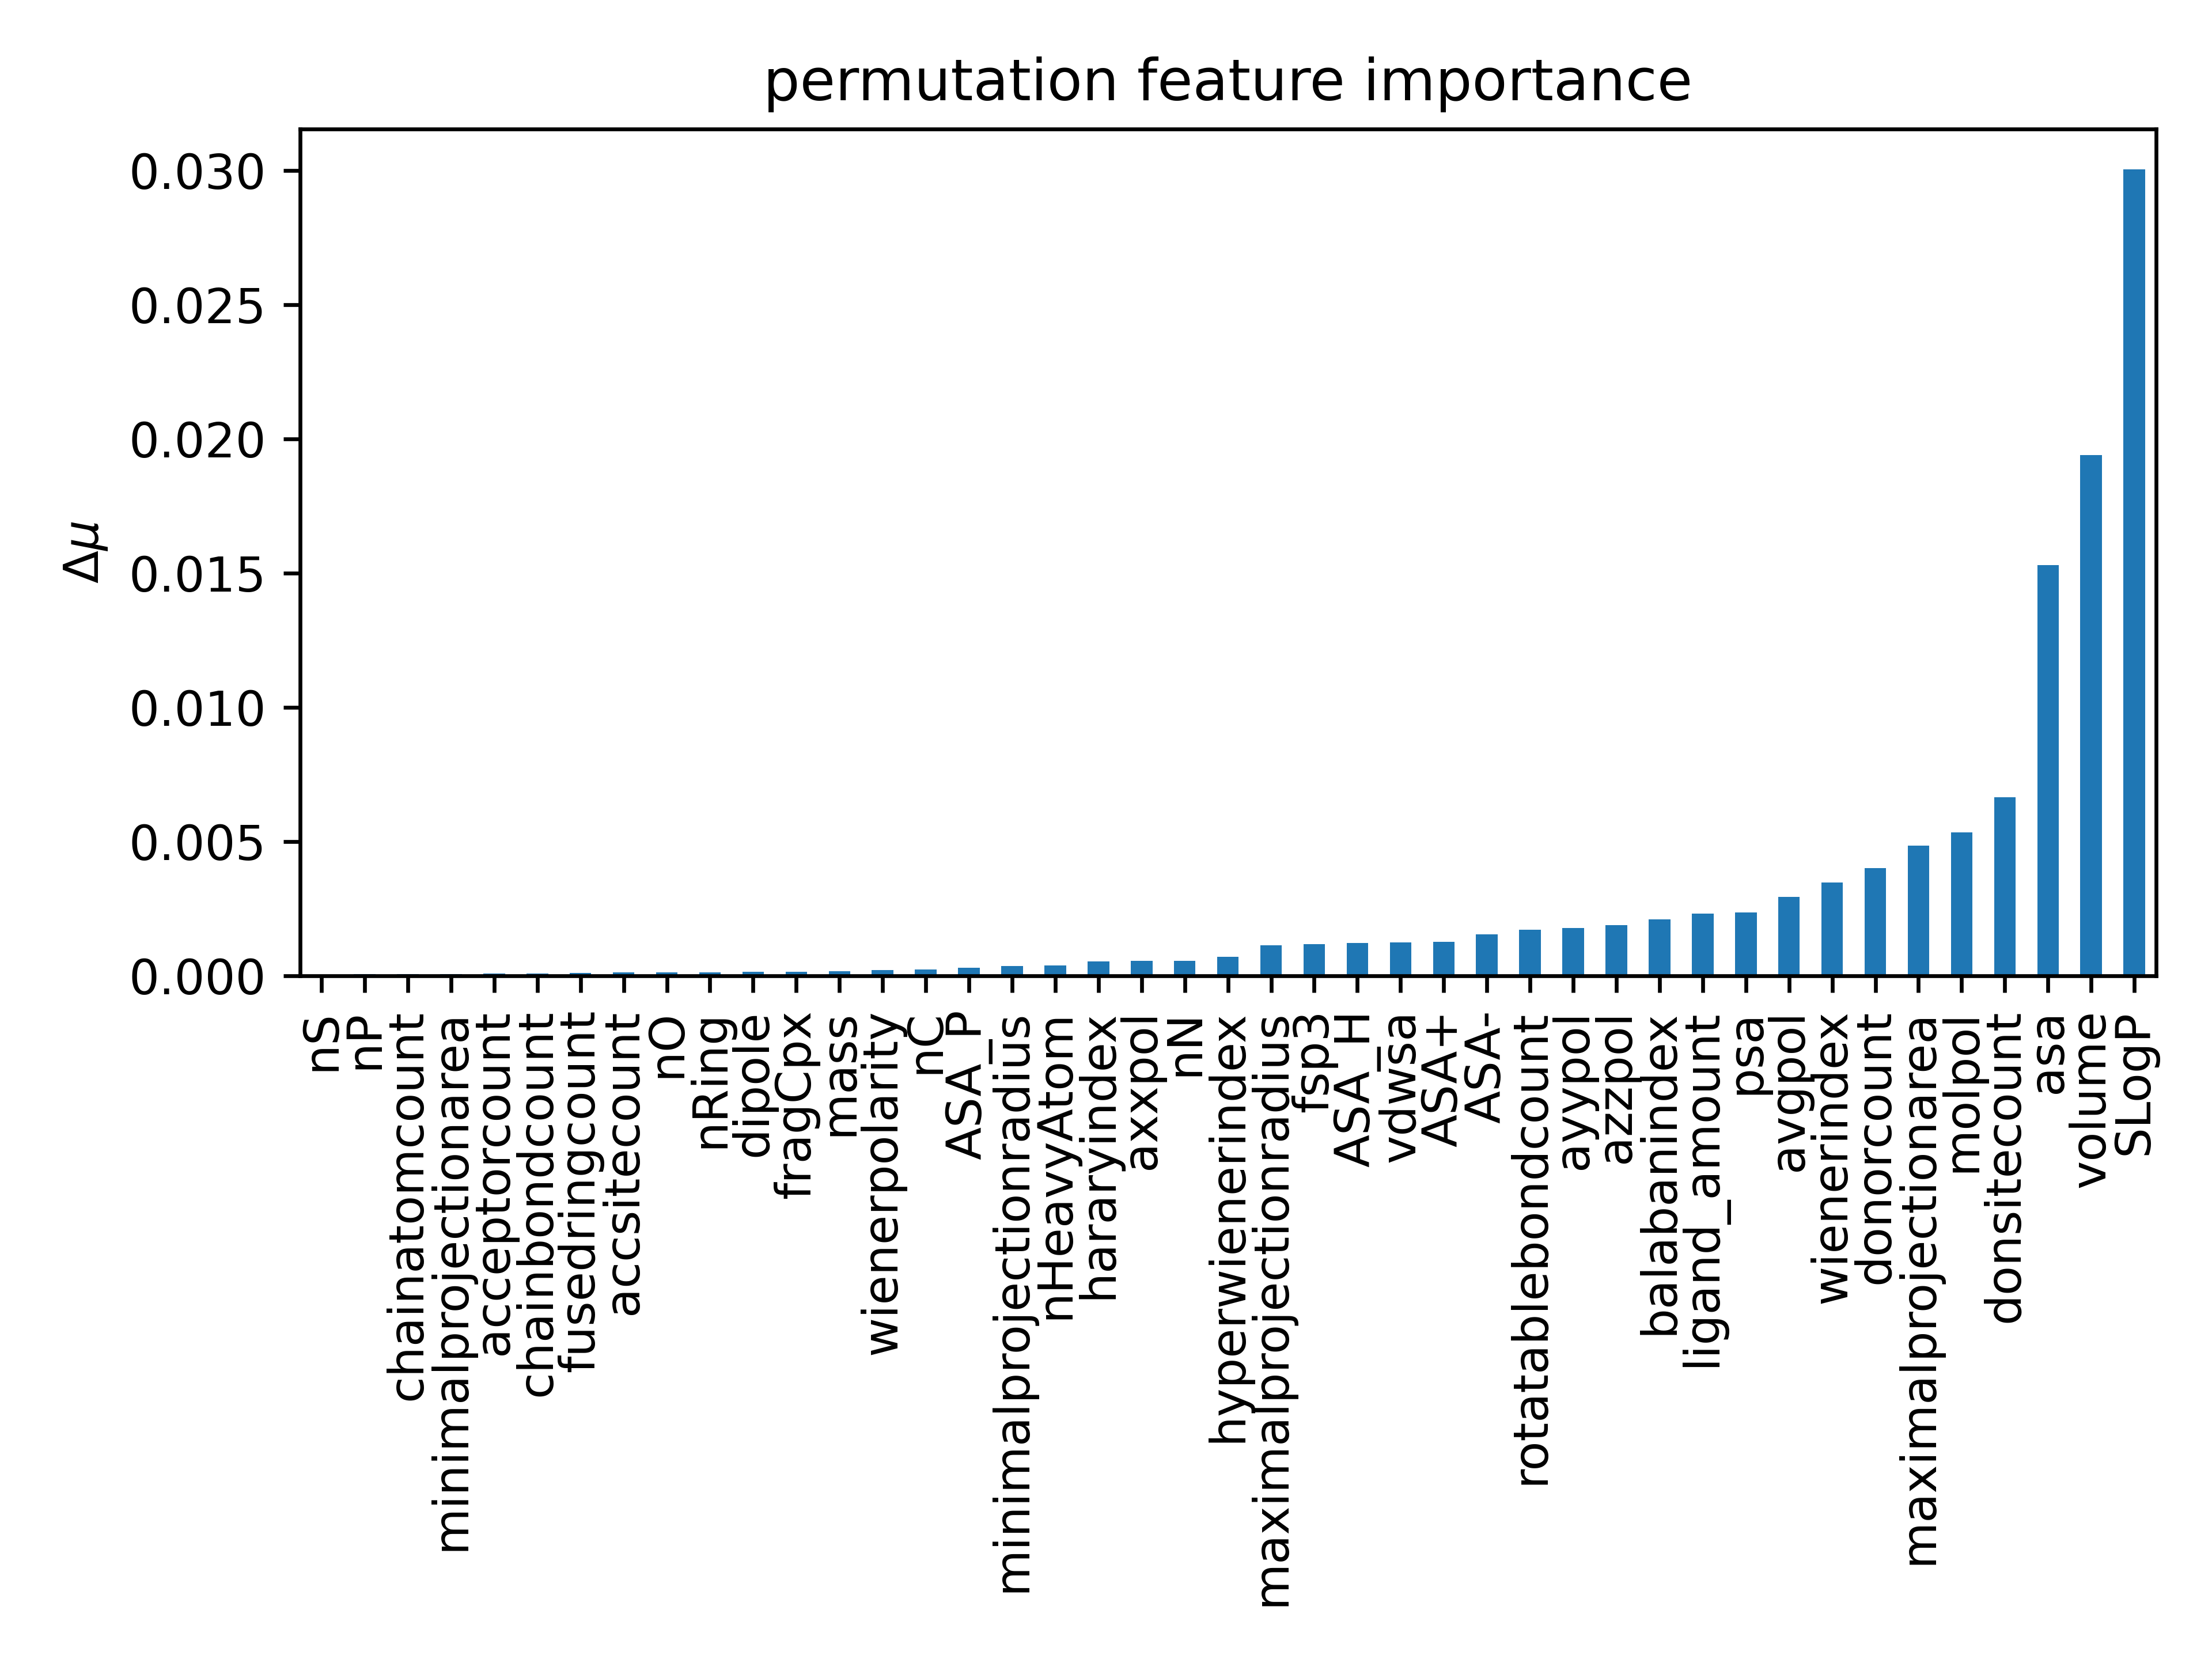 permutation feature importance
0.030
0.025
0.020
0.015
0.010
0.005
0.000
Δμ
nS
nP
chainatomcount
minimalprojectionarea
acceptorcount
chainbondcount
fusedringcount
accsitecount
nO
nRing
dipole
fragCpx
mass
wienerpolarity
nC
ASA_P
minimalprojectionradius
nHeavyAtom
hararyindex
axxpol
nN
hyperwienerindex
maximalprojectionradius
fsp3
ASA_H
vdwsa
ASA+
ASA-
rotatablebondcount
ayypol
azzpol
balabanindex
ligand_amount
psa
avgpol
wienerindex
donorcount
maximalprojectionarea
molpol
donsitecount
asa
volume
SLogP